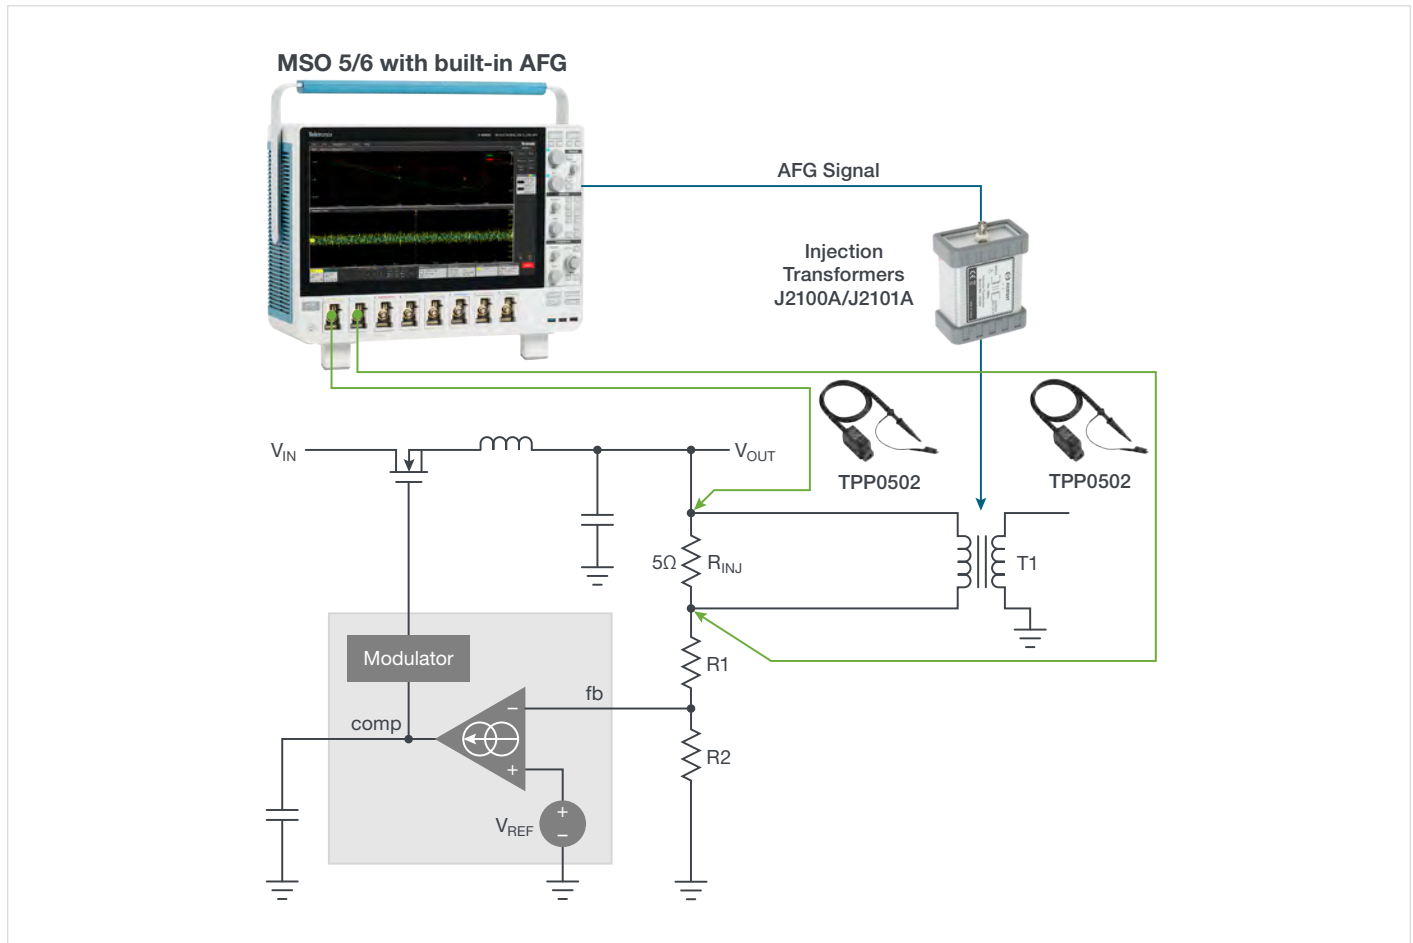 MSO 5/6 with built-in AFG
Tektronix
AFG Signal
Injection
Transformers
J2100A/J2101A
TPP0502
TPP0502
VIN
VOUT
5Ω
RINJ
T1
Modulator
R1
fb
comp
−
+
R2
VREF
+
−